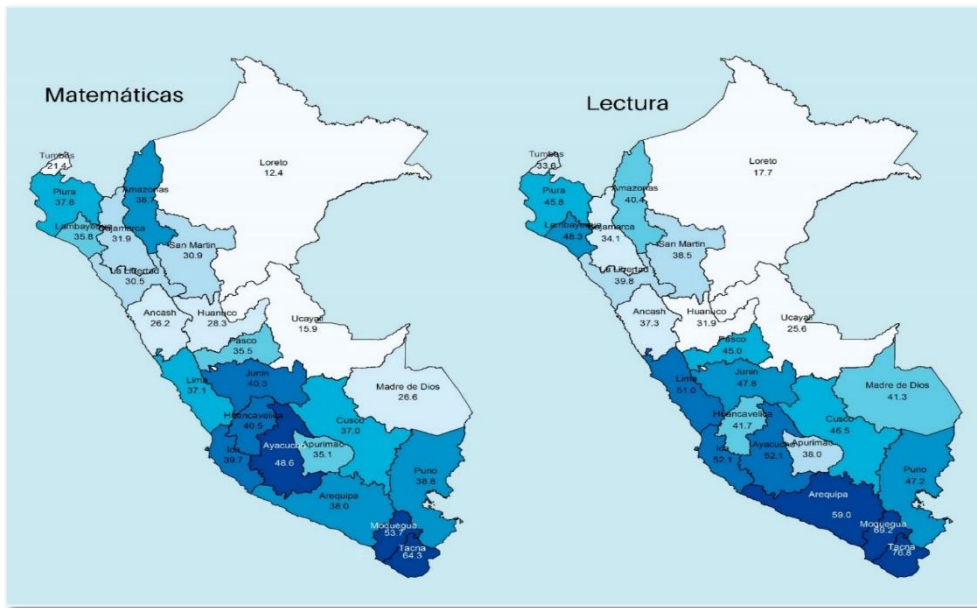 Matemáticas
Tumbes
21.4
Piura
37.8
Lambayeque
35.8
Cajamarca
31.9
Amazonas
38.7
Loreto
12.4
San Martin
30.9
La Libertad
30.5
Ancash
26.2
Huanuco
28.3
Ucayali
15.9
Pasco
35.5
Lima
37.1
Junin
40.3
Madre de Dios
26.6
Huancavelica
40.5
Cusco
37.0
Ica
39.7
Ayacucho
48.6
Apurimac
35.1
Puno
38.8
Arequipa
38.0
Moquegua
53.7
Tacna
64.3
Lectura
Tumbes
33.6
Piura
45.8
Lambayeque
48.3
Cajamarca
34.1
Amazonas
40.4
Loreto
17.7
San Martin
38.5
La Libertad
39.8
Ancash
37.3
Huanuco
31.9
Ucayali
25.6
Pasco
45.0
Lima
51.0
Junin
47.8
Madre de Dios
41.3
Huancavelica
41.7
Cusco
46.5
Ica
52.1
Ayacucho
52.1
Apurimac
38.0
Puno
47.2
Arequipa
59.0
Moquegua
69.2
Tacna
76.8